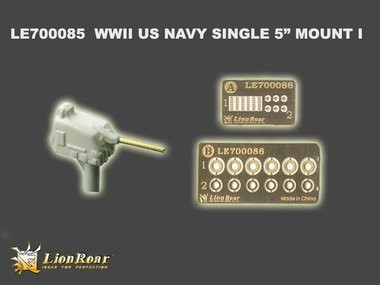 LE700085  WWII US NAVY SINGLE 5” MOUNT I
A LE700086
1
2
B LE700086
1
2
LionRoar Made in China
LionRoar
IDEAS FOR PERFECTION